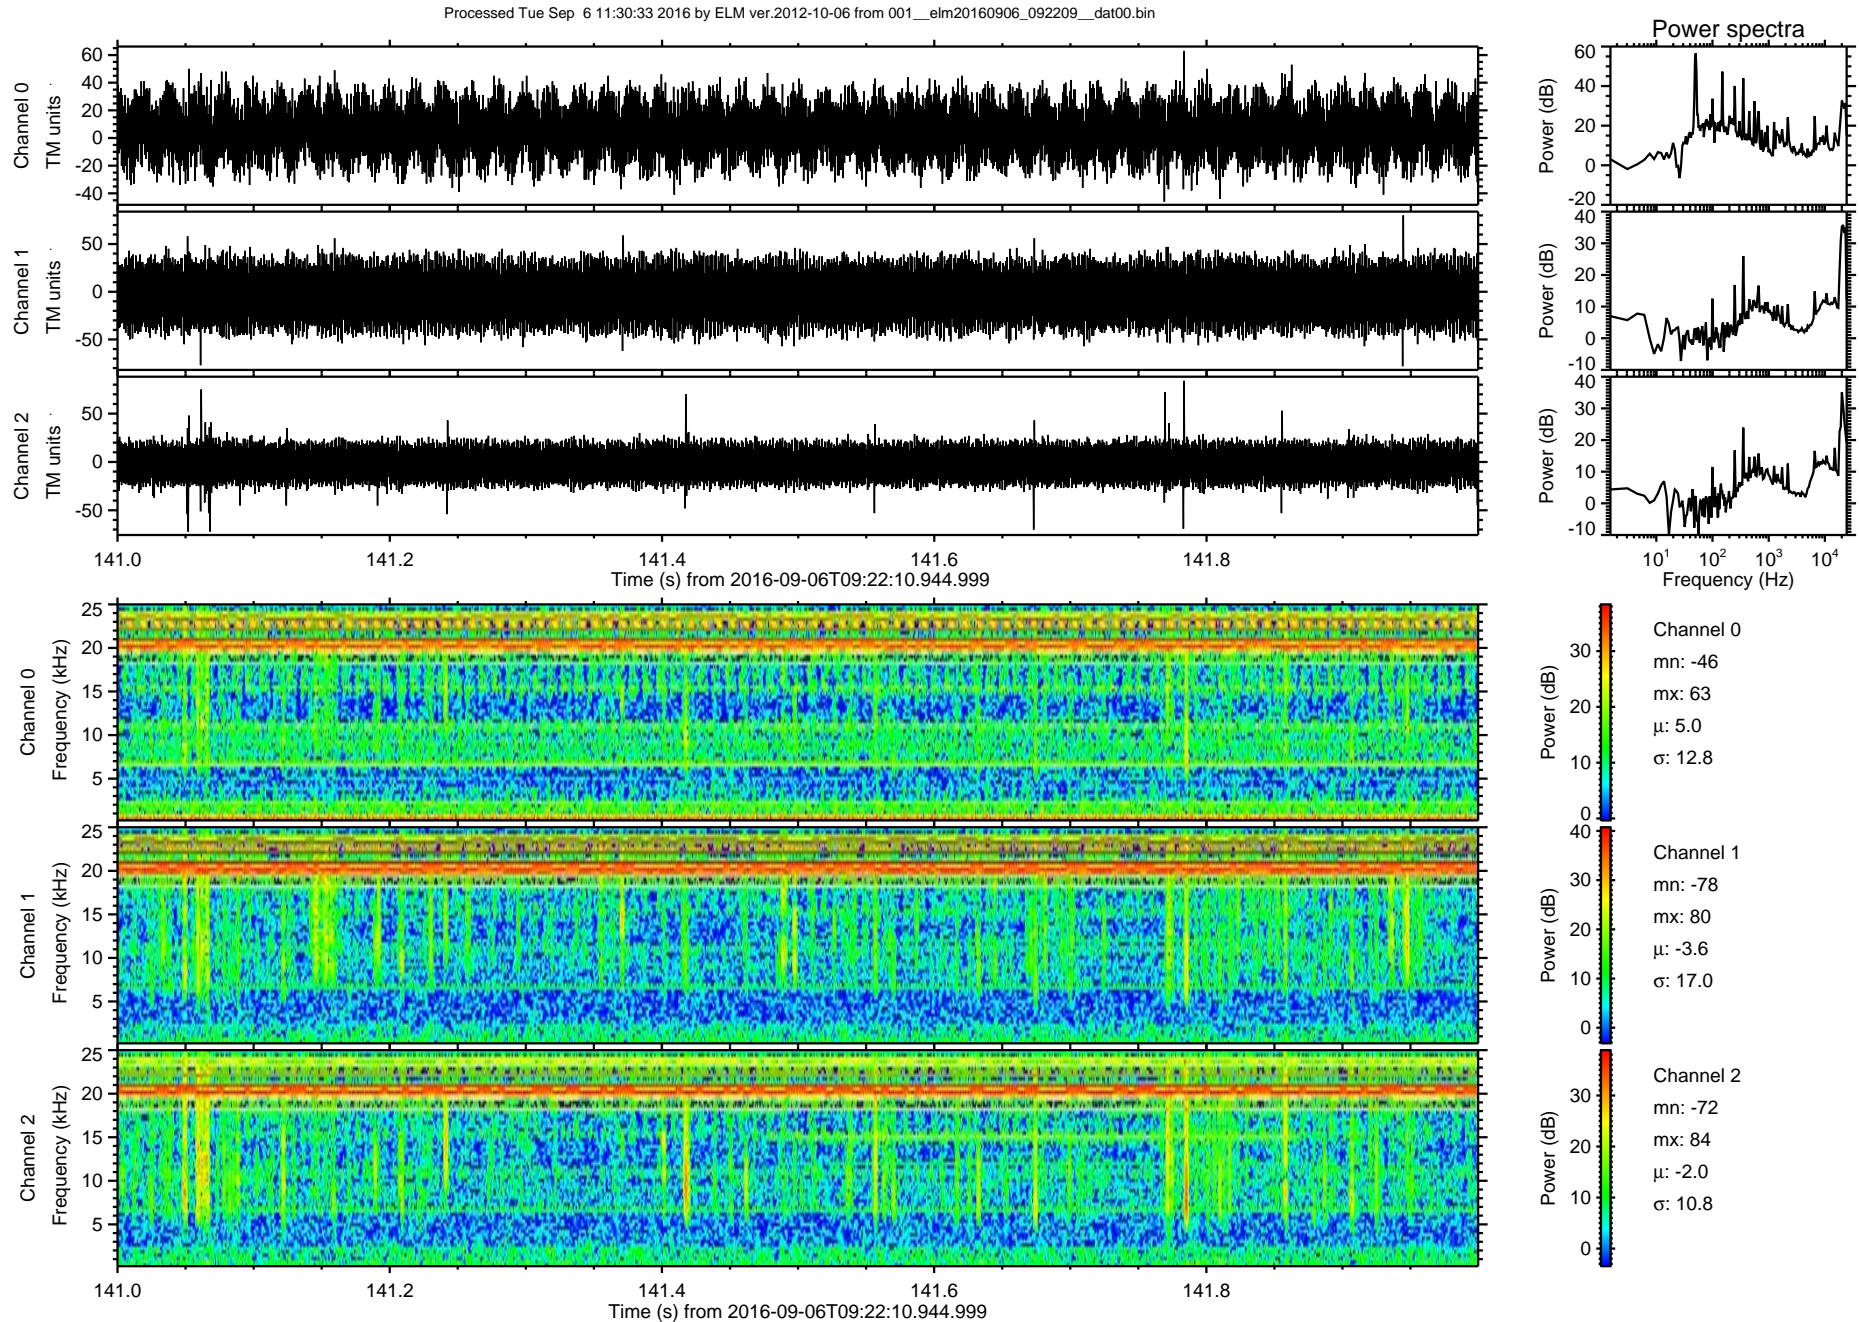 Processed Tue Sep  6 11:30:33 2016 by ELM ver.2012-10-06 from 001__elm20160906_092209__dat00.bin
Power spectra
Channel 0
TM units
60
40
20
0
-20
-40
Power (dB)
60
40
20
0
-20
Channel 1
TM units
50
0
-50
Power (dB)
40
30
20
10
0
-10
Channel 2
TM units
50
0
-50
Power (dB)
40
30
20
10
0
-10
141.0
141.2
141.4
141.6
141.8
Time (s) from 2016-09-06T09:22:10.944.999
10¹
10²
10³
10⁴
Frequency (Hz)
Channel 0
Frequency (kHz)
25
20
15
10
5
Power (dB)
30
20
10
0
Channel 0
mn: -46
mx: 63
µ: 5.0
σ: 12.8
Channel 1
Frequency (kHz)
25
20
15
10
5
Power (dB)
40
30
20
10
0
Channel 1
mn: -78
mx: 80
µ: -3.6
σ: 17.0
Channel 2
Frequency (kHz)
25
20
15
10
5
Power (dB)
30
20
10
0
Channel 2
mn: -72
mx: 84
µ: -2.0
σ: 10.8
141.0
141.2
141.4
141.6
141.8
Time (s) from 2016-09-06T09:22:10.944.999